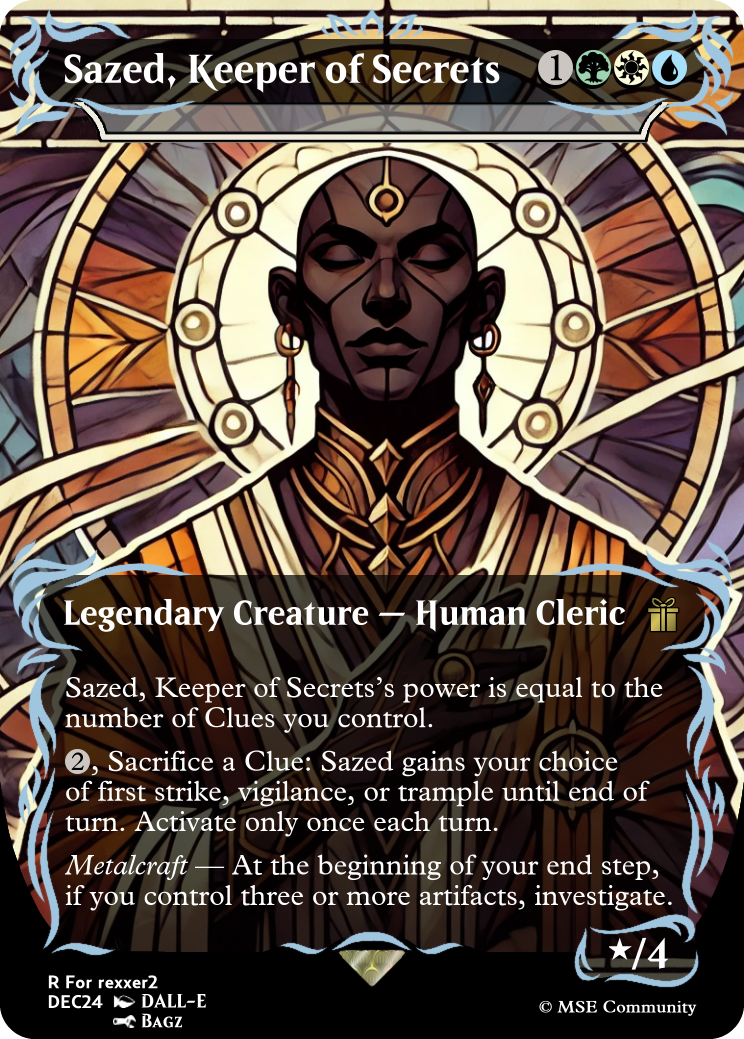 Sazed, Keeper of Secrets 1
Legendary Creature — Human Cleric
Sazed, Keeper of Secrets's power is equal to the
number of Clues you control.
2, Sacrifice a Clue: Sazed gains your choice
of first strike, vigilance, or trample until end of
turn. Activate only once each turn.
Metalcraft — At the beginning of your end step,
if you control three or more artifacts, investigate.
★/4
R For rexxer2
DEC24 DALL-E
Bagz
© MSE Community